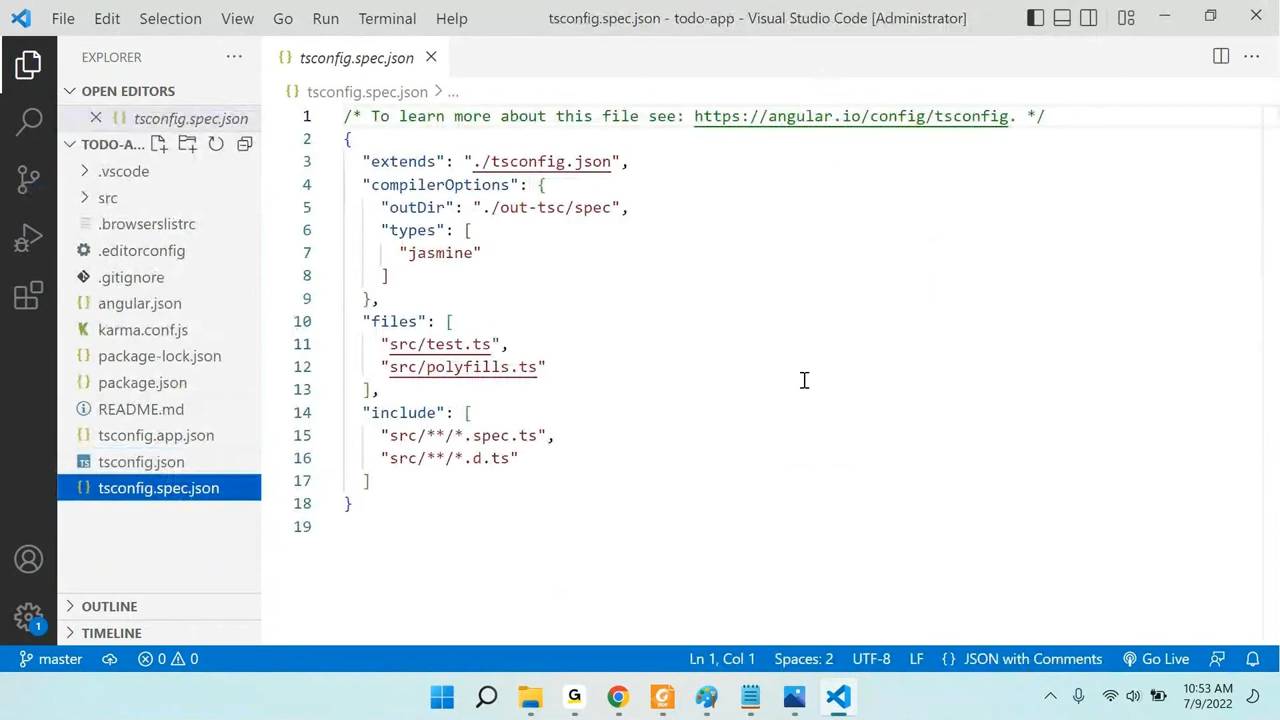 File Edit Selection View Go Run Terminal Help tsconfig.spec.json - todo-app - Visual Studio Code [Administrator]
EXPLORER
OPEN EDITORS
tsconfig.spec.json
TODO-A...
.vscode
src
.browserslistrc
.editorconfig
.gitignore
angular.json
karma.conf.js
package-lock.json
package.json
README.md
tsconfig.app.json
tsconfig.json
tsconfig.spec.json
OUTLINE
TIMELINE
tsconfig.spec.json
tsconfig.spec.json > ...
1 /* To learn more about this file see: https://angular.io/config/tsconfig. */
2 {
3 "extends": "./tsconfig.json",
4 "compilerOptions": {
5 "outDir": "./out-tsc/spec",
6 "types": [
7 "jasmine"
8 ]
9 },
10 "files": [
11 "src/test.ts",
12 "src/polyfills.ts"
13 ],
14 "include": [
15 "src/**/*.spec.ts",
16 "src/**/*.d.ts"
17 ]
18 }
19
1
master 0 0 Ln 1, Col 1 Spaces: 2 UTF-8 LF {} JSON with Comments Go Live
10:53 AM
7/9/2022